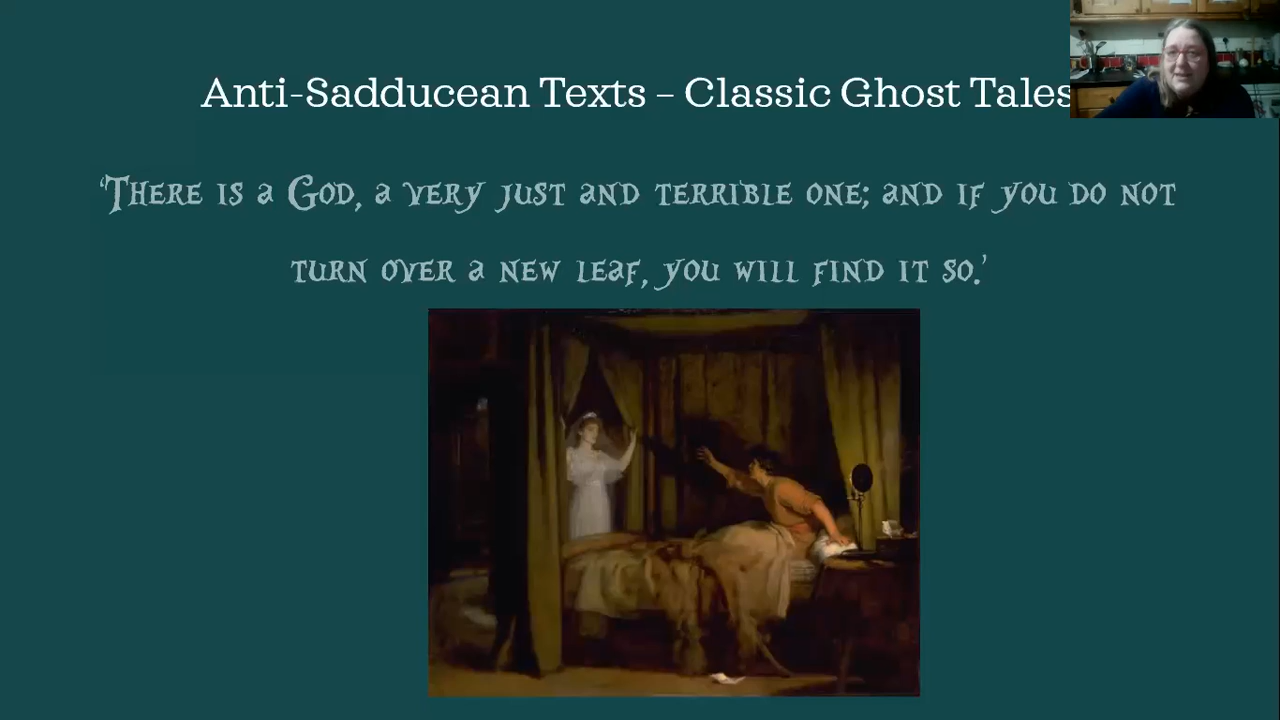 Anti-Sadducean Texts – Classic Ghost Tales
‘There is a God, a very just and terrible one; and if you do not
turn over a new leaf, you will find it so.’